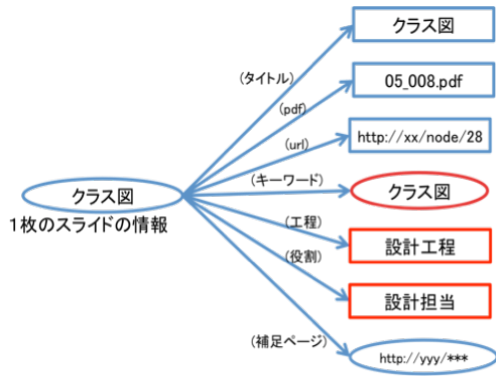 クラス図
(タイトル)
05_008.pdf
(pdf)
http://xx/node/28
(url)
(キーワード)
クラス図
クラス図
1枚のスライドの情報
(工程)
設計工程
(役割)
設計担当
(補足ページ)
http://yyy/***